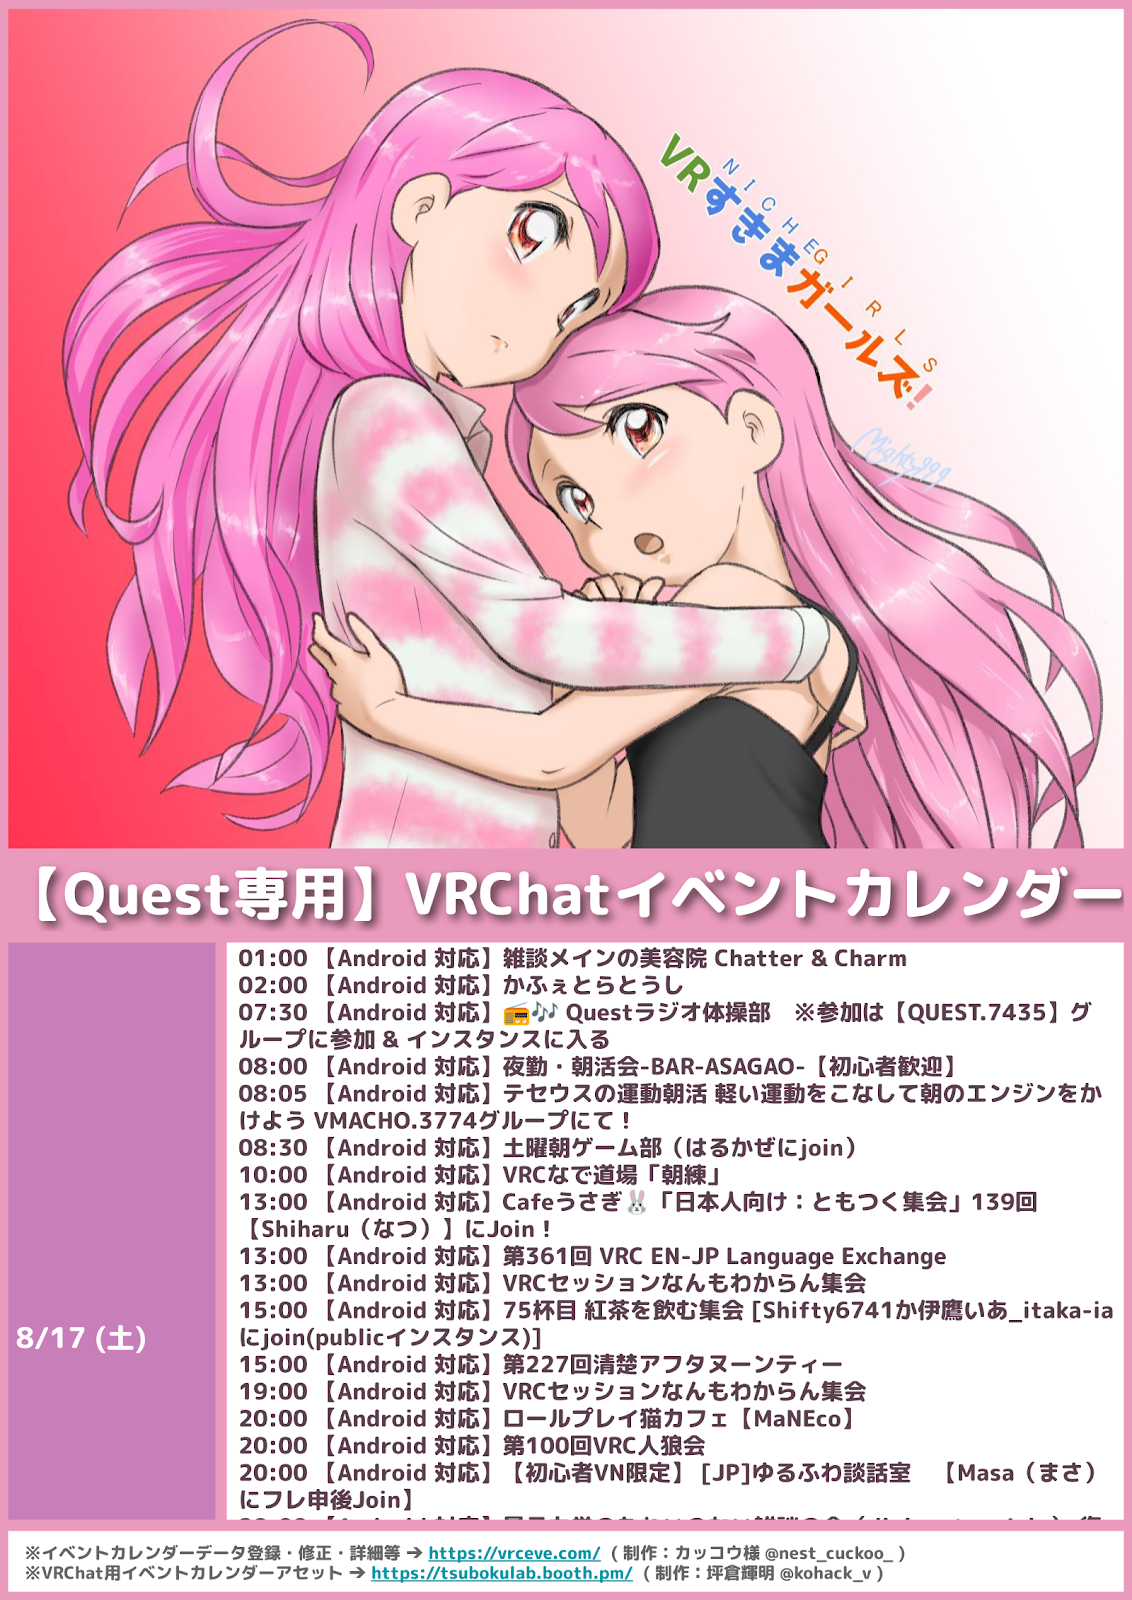 NICHE GIRLS
VRすきまガールズ!
Mighty999
【Quest専用】VRChatイベントカレンダー
8/17 (土)
01:00 【Android 対応】雑談メインの美容院 Chatter & Charm
02:00 【Android 対応】かふぇとらとうし
07:30 【Android 対応】📻🎶 Questラジオ体操部　※参加は【QUEST.7435】グ
ループに参加 & インスタンスに入る
08:00 【Android 対応】夜勤・朝活会-BAR-ASAGAO-【初心者歓迎】
08:05 【Android 対応】テセウスの運動朝活 軽い運動をこなして朝のエンジンをか
けよう VMACHO.3774グループにて！
08:30 【Android 対応】土曜朝ゲーム部（はるかぜにjoin）
10:00 【Android 対応】VRCなで道場「朝練」
13:00 【Android 対応】Cafeうさぎ🐰「日本人向け：ともつく集会」139回
【Shiharu（なつ）】にJoin！
13:00 【Android 対応】第361回 VRC EN-JP Language Exchange
13:00 【Android 対応】VRCセッションなんもわからん集会
15:00 【Android 対応】75杯目 紅茶を飲む集会 [Shifty6741か伊鷹いあ_itaka-ia
にjoin(publicインスタンス)]
15:00 【Android 対応】第227回清楚アフタヌーンティー
19:00 【Android 対応】VRCセッションなんもわからん集会
20:00 【Android 対応】ロールプレイ猫カフェ【MaNEco】
20:00 【Android 対応】第100回VRC人狼会
20:00 【Android 対応】【初心者VN限定】 [JP]ゆるふわ談話室　【Masa（まさ）
にフレ申後Join】
※イベントカレンダーデータ登録・修正・詳細等 → https://vrceve.com/ ( 制作：カッコウ様 @nest_cuckoo_ )
※VRChat用イベントカレンダーアセット → https://tsubokulab.booth.pm/ ( 制作：坪倉輝明 @kohack_v )